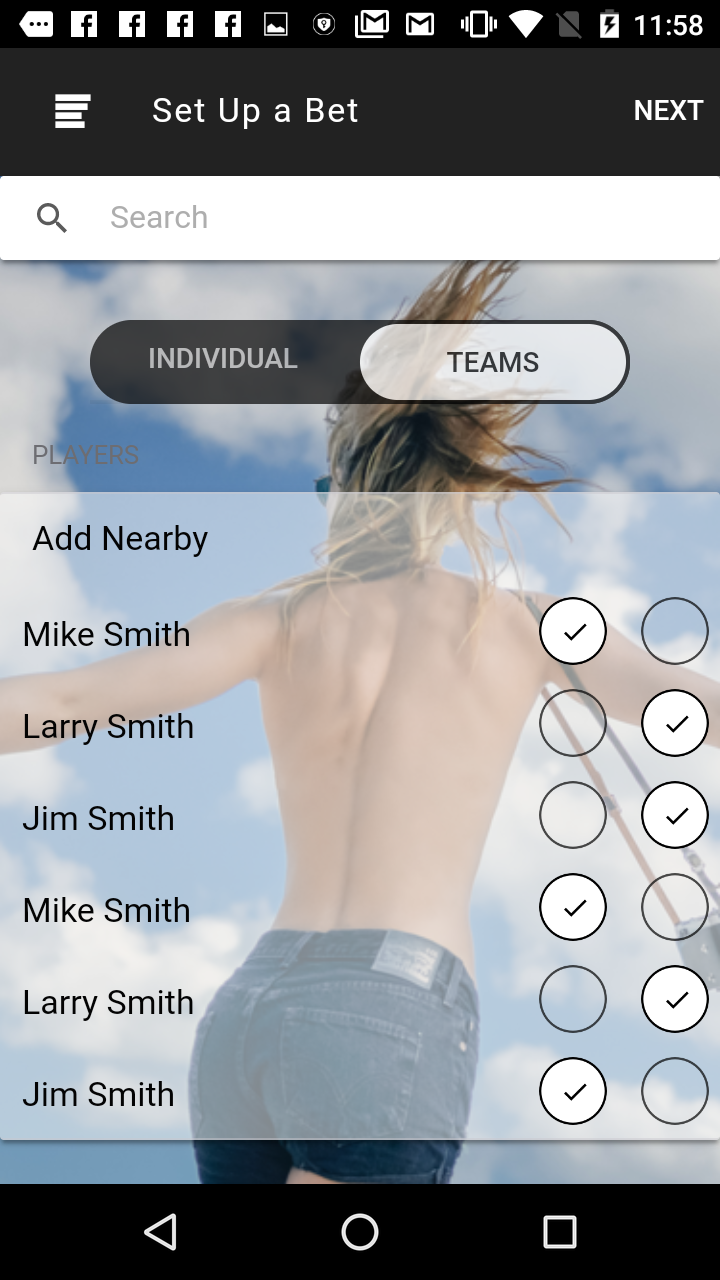 11:58
Set Up a Bet
NEXT
Search
INDIVIDUAL
TEAMS
PLAYERS
Add Nearby
Mike Smith
Larry Smith
Jim Smith
Mike Smith
Larry Smith
Jim Smith